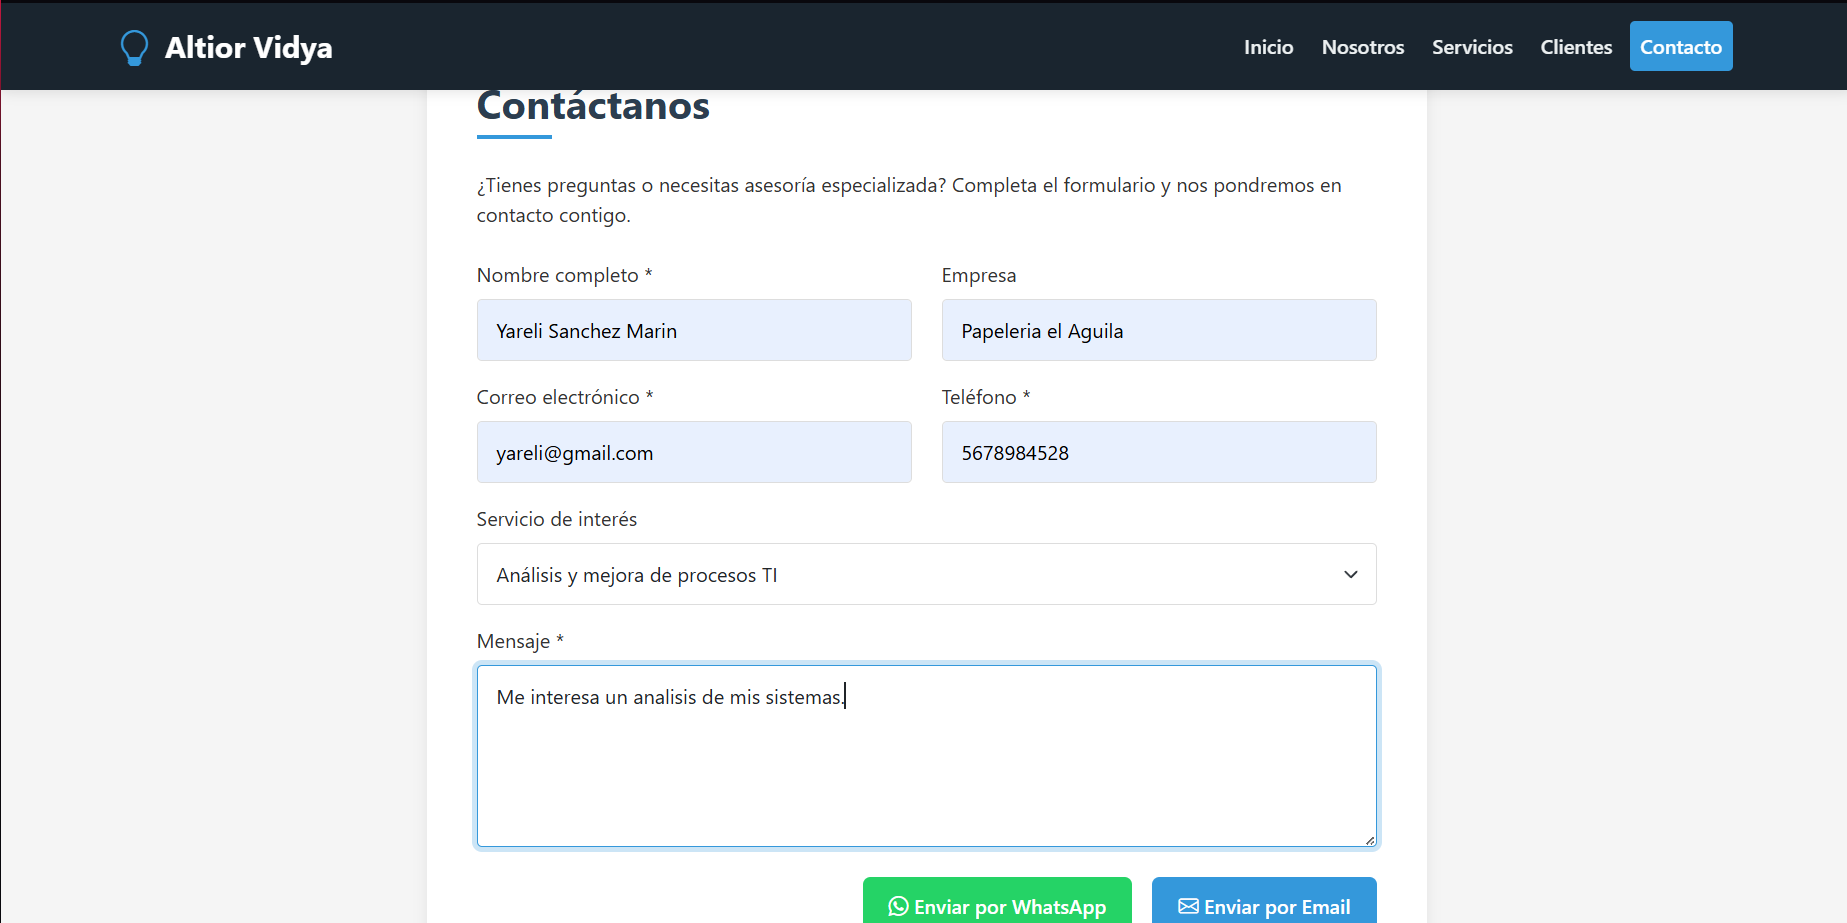 Altior Vidya
Inicio Nosotros Servicios Clientes Contacto
Contáctanos
¿Tienes preguntas o necesitas asesoría especializada? Completa el formulario y nos pondremos en
contacto contigo.
Nombre completo * Empresa
Yareli Sanchez Marin Papeleria el Aguila
Correo electrónico * Teléfono *
yareli@gmail.com 5678984528
Servicio de interés
Análisis y mejora de procesos TI
Mensaje *
Me interesa un analisis de mis sistemas.
Enviar por WhatsApp Enviar por Email